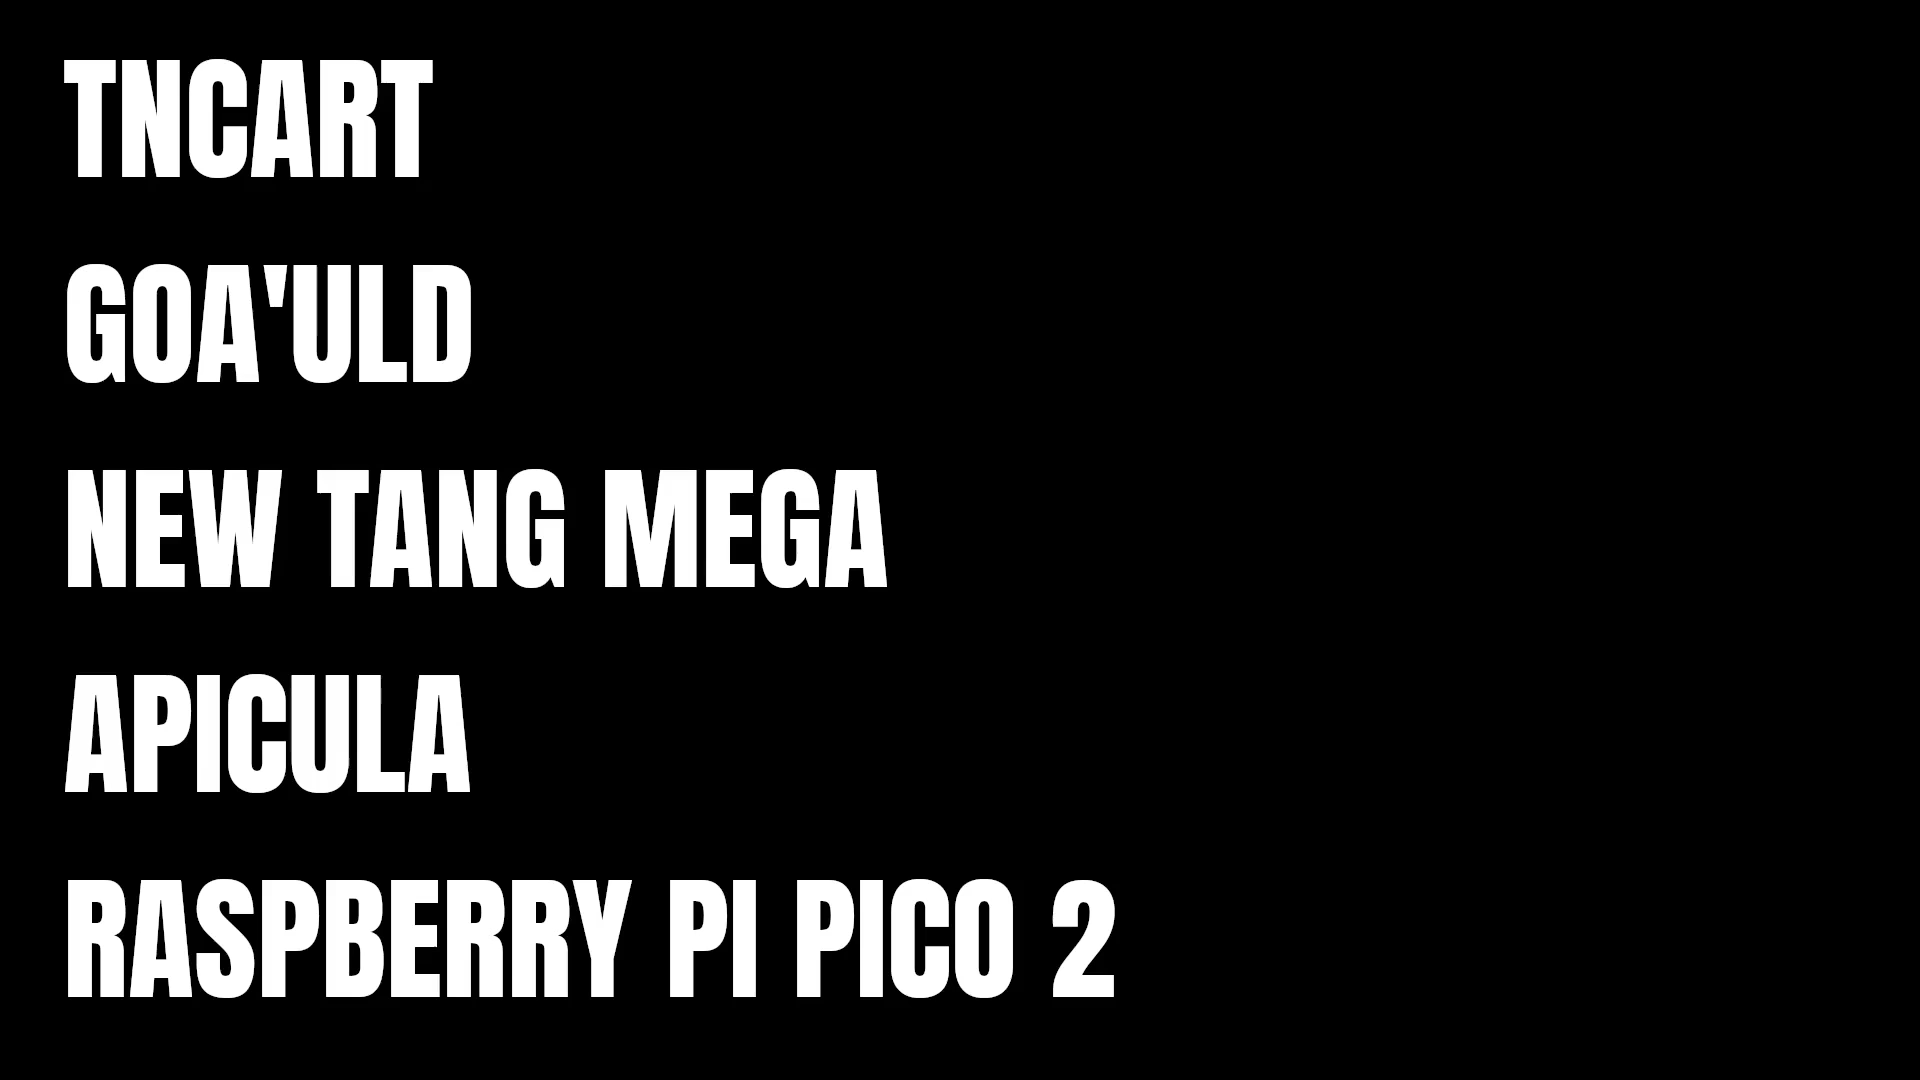 TNCART
GOA'ULD
NEW TANG MEGA
APICULA
RASPBERRY PI PICO 2